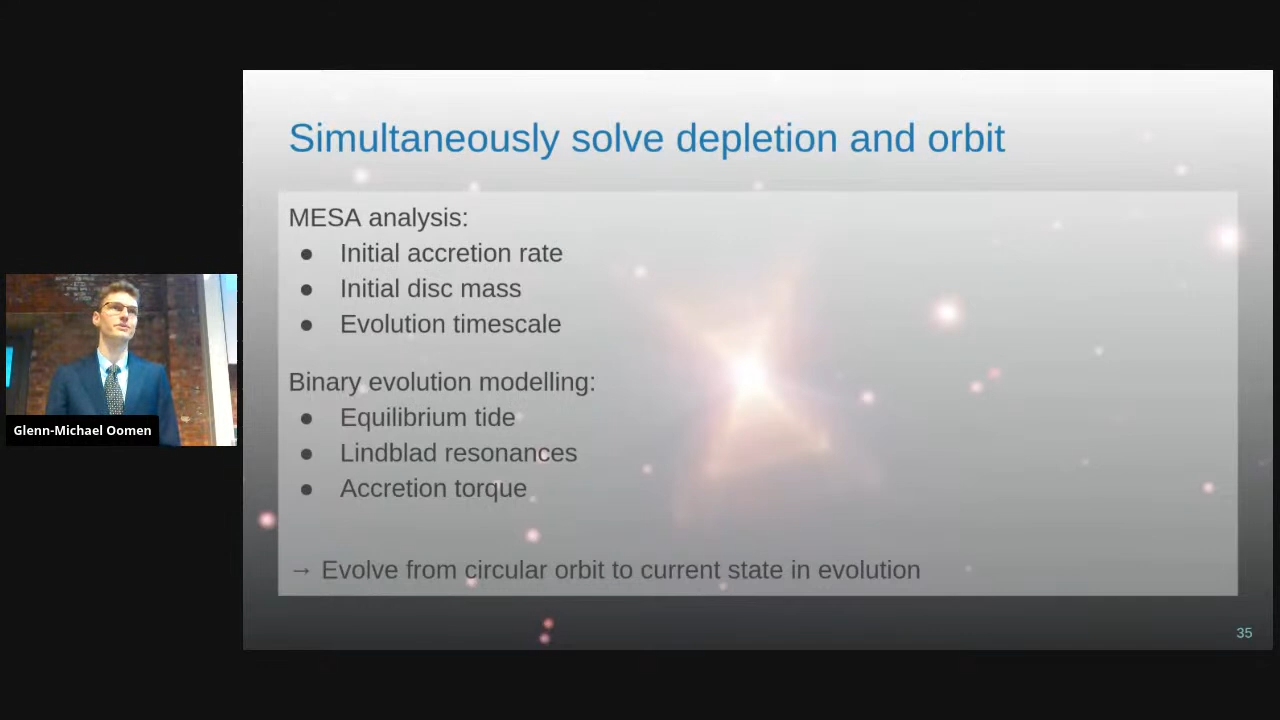 Simultaneously solve depletion and orbit
MESA analysis:
● Initial accretion rate
● Initial disc mass
● Evolution timescale
Binary evolution modelling:
● Equilibrium tide
● Lindblad resonances
● Accretion torque
→ Evolve from circular orbit to current state in evolution
35
Glenn-Michael Oomen